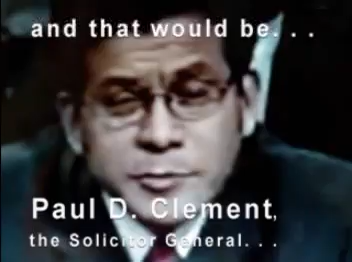 and that would be. . .
Paul D. Clement,
the Solicitor General. . .